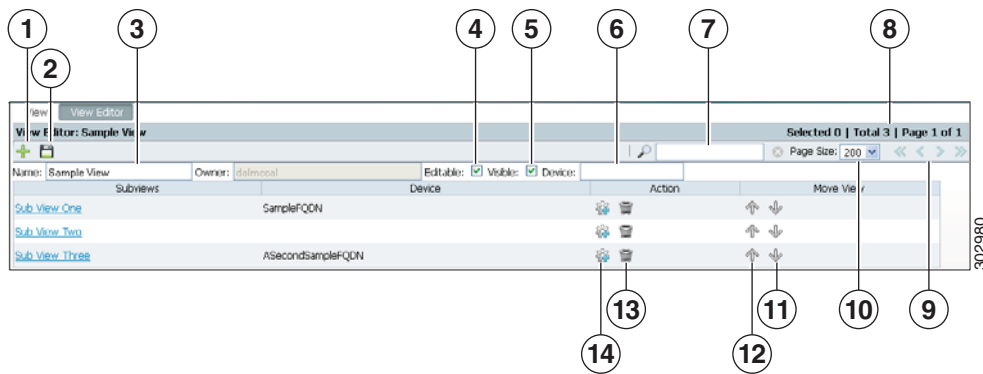 1 2 3 4 5 6 7 8
View View Editor
View Editor: Sample View Selected 0 | Total 3 | Page 1 of 1
Page Size: 200
Name: Sample View Owner: dalmccal Editable: Visible: Device:
Subviews Device Action Move View
Sub View One SampleFQDN
Sub View Two
Sub View Three ASecondSampleFQDN
302980
14 13 12 11 10 9